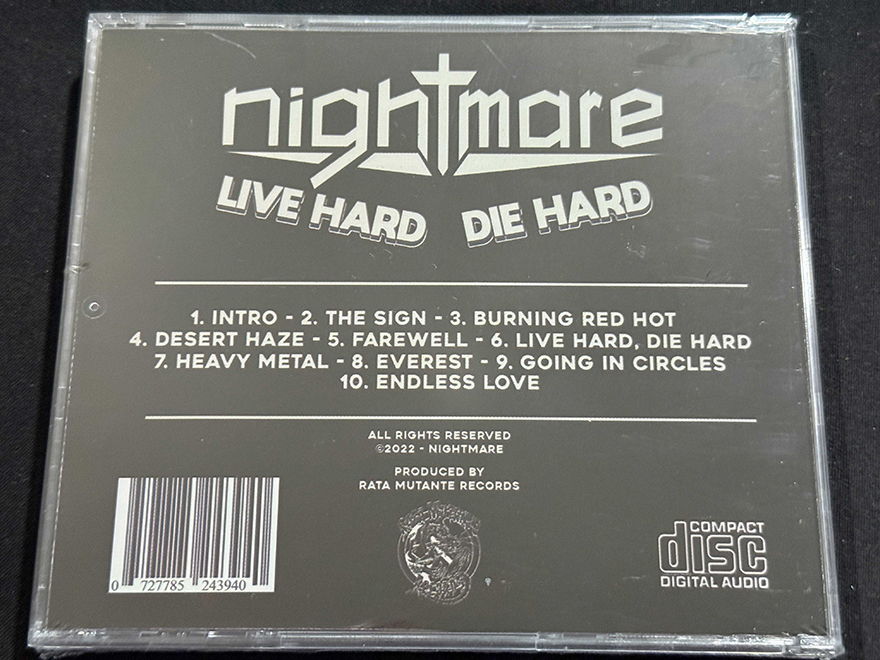 nightmare
LIVE HARD DIE HARD
1. INTRO - 2. THE SIGN - 3. BURNING RED HOT
4. DESERT HAZE - 5. FAREWELL - 6. LIVE HARD, DIE HARD
7. HEAVY METAL - 8. EVEREST - 9. GOING IN CIRCLES
10. ENDLESS LOVE
ALL RIGHTS RESERVED
©2022 - NIGHTMARE
PRODUCED BY
RATA MUTANTE RECORDS
0 727785 243940
COMPACT
disc
DIGITAL AUDIO